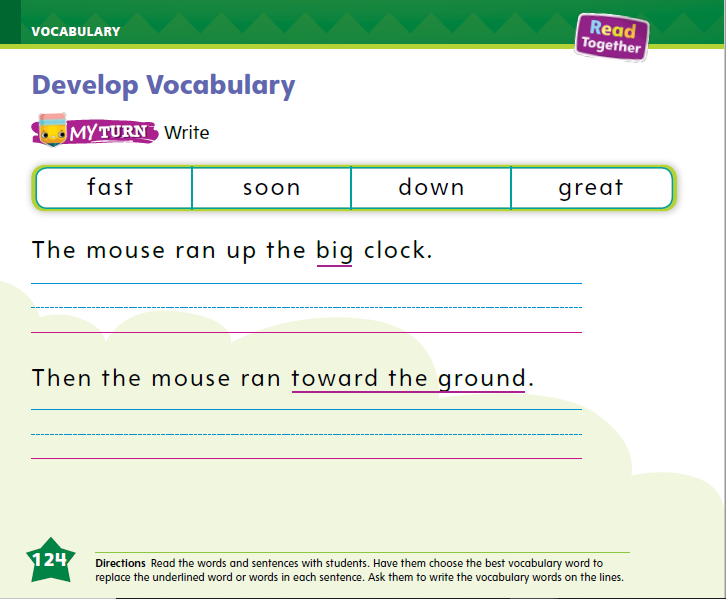 VOCABULARY
Read
Together
Develop Vocabulary
MY TURN Write
fast soon down great
The mouse ran up the big clock.
Then the mouse ran toward the ground.
124
Directions Read the words and sentences with students. Have them choose the best vocabulary word to
replace the underlined word or words in each sentence. Ask them to write the vocabulary words on the lines.